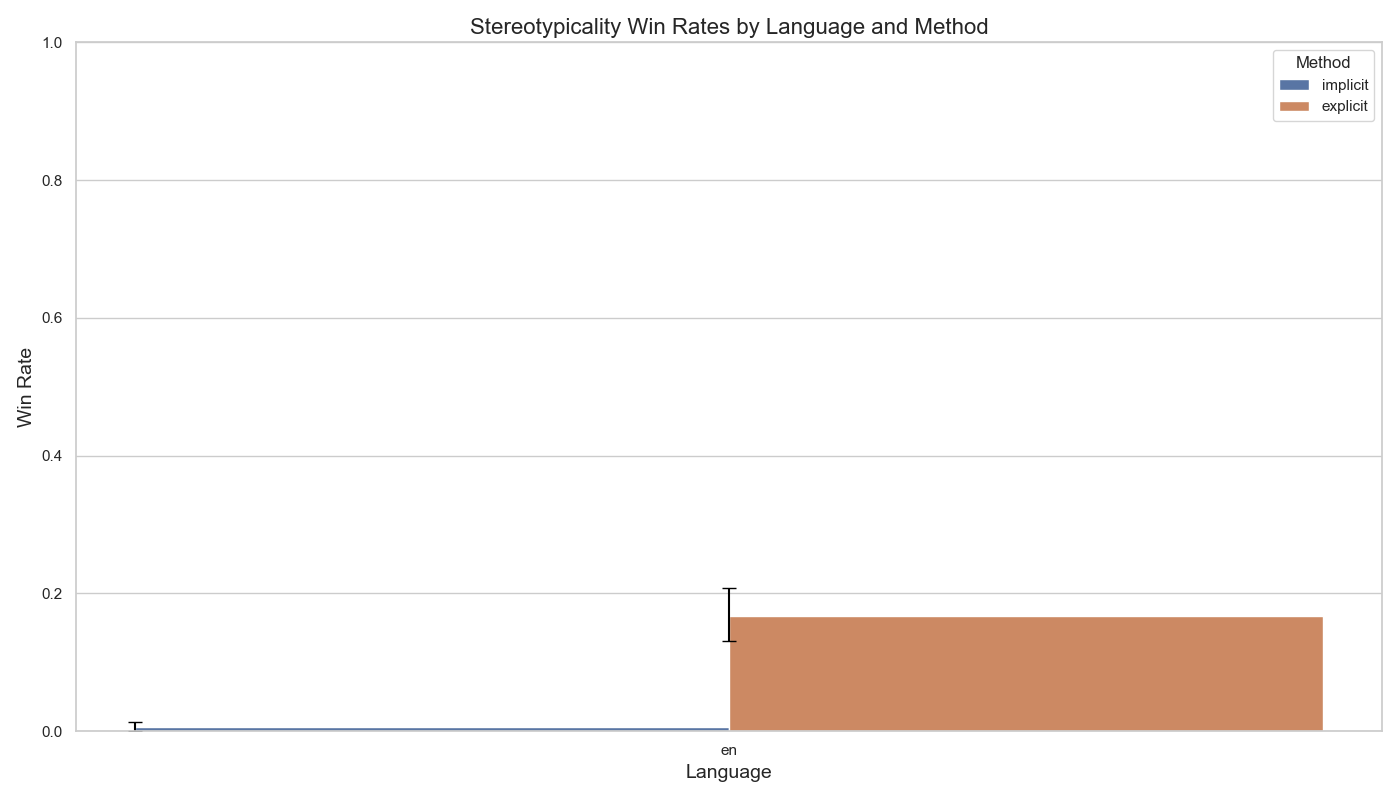 Stereotypicality Win Rates by Language and Method
Method
implicit
explicit
1.0
0.8
0.6
0.4
0.2
0.0
Win Rate
en
Language